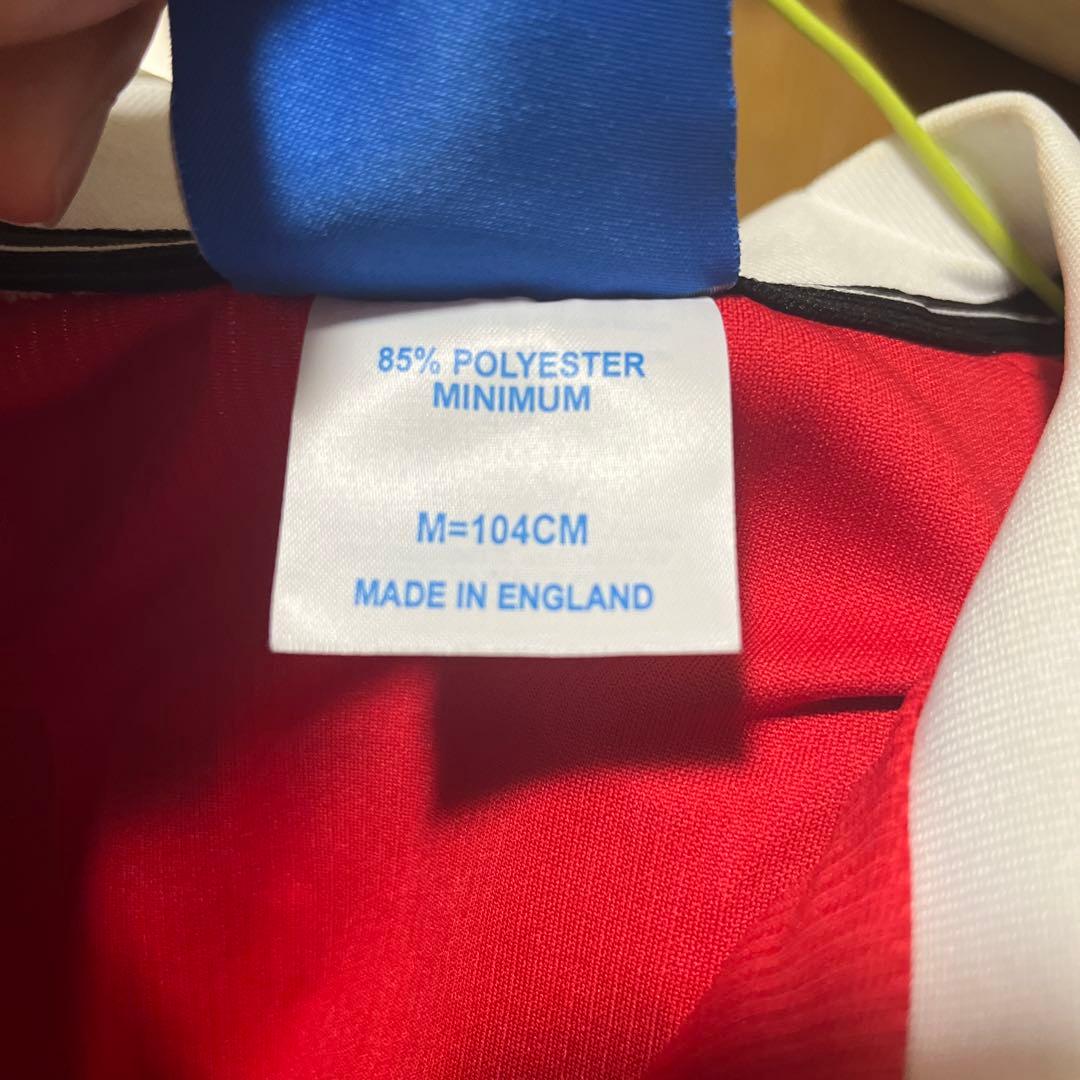 85% POLYESTER
MINIMUM
M=104CM
MADE IN ENGLAND